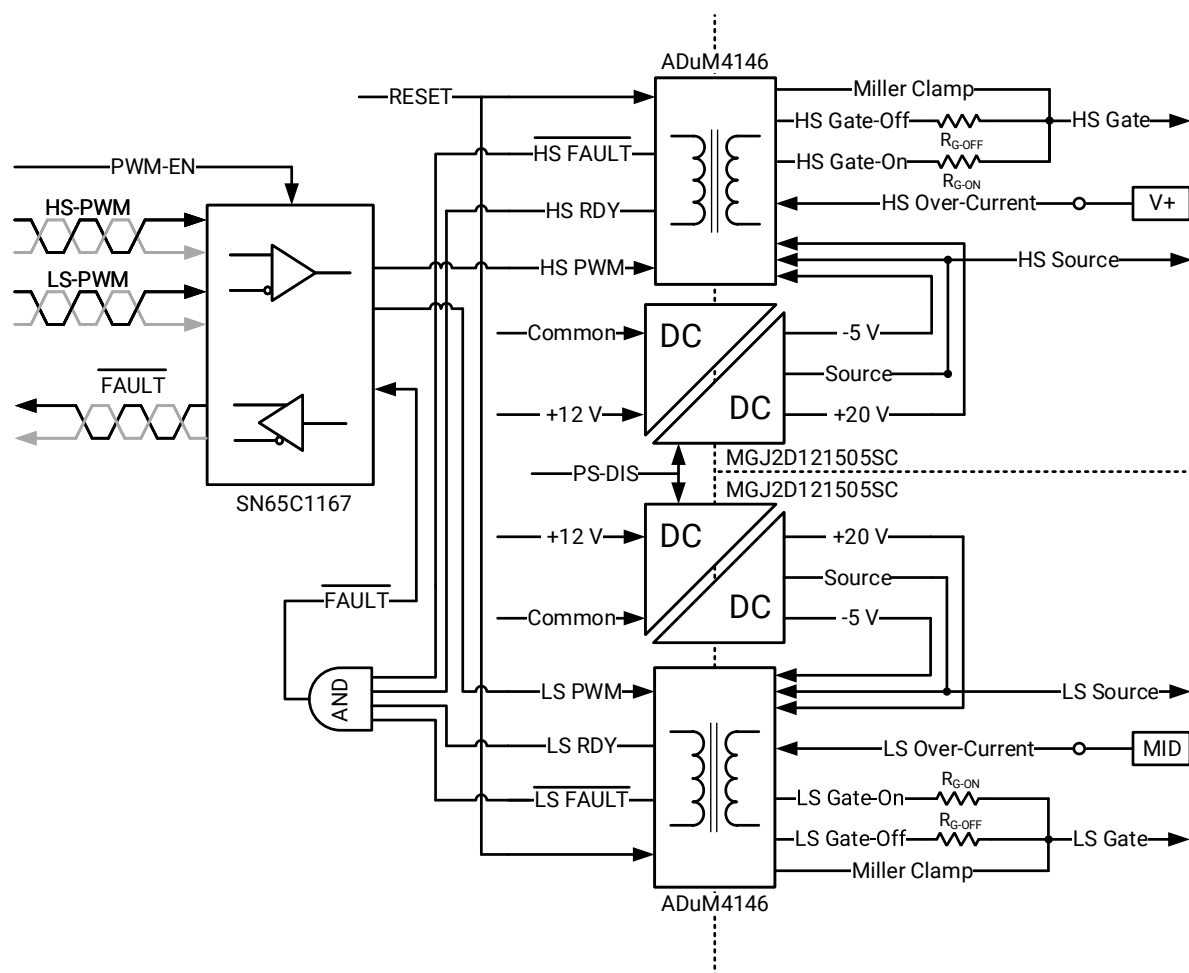 ADuM4146
RESET
Miller Clamp
HS Gate-Off
R_G-OFF
HS Gate
HS FAULT
PWM-EN
HS Gate-On
R_G-ON
HS-PWM
HS RDY
HS Over-Current
V+
HS PWM
HS Source
LS-PWM
Common
DC
-5 V
Source
FAULT
+12 V
DC
+20 V
MGJ2D121505SC
PS-DIS
MGJ2D121505SC
SN65C1167
+12 V
DC
+20 V
Source
FAULT
Common
DC
-5 V
AND
LS PWM
LS Source
LS RDY
LS Over-Current
MID
R_G-ON
LS FAULT
LS Gate-On
R_G-OFF
LS Gate-Off
LS Gate
Miller Clamp
ADuM4146